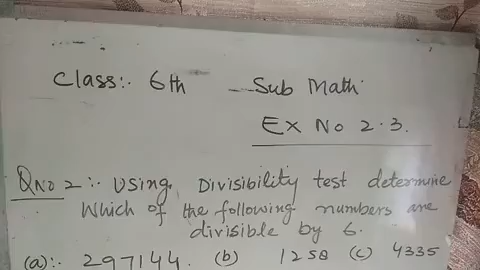 Class:- 6th Sub Math
Ex No 2.3.
QNo 2:- Using Divisibility test determine
Which of the following numbers are
divisible by 6.
(a):- 297144. (b) 1258 (c) 4335